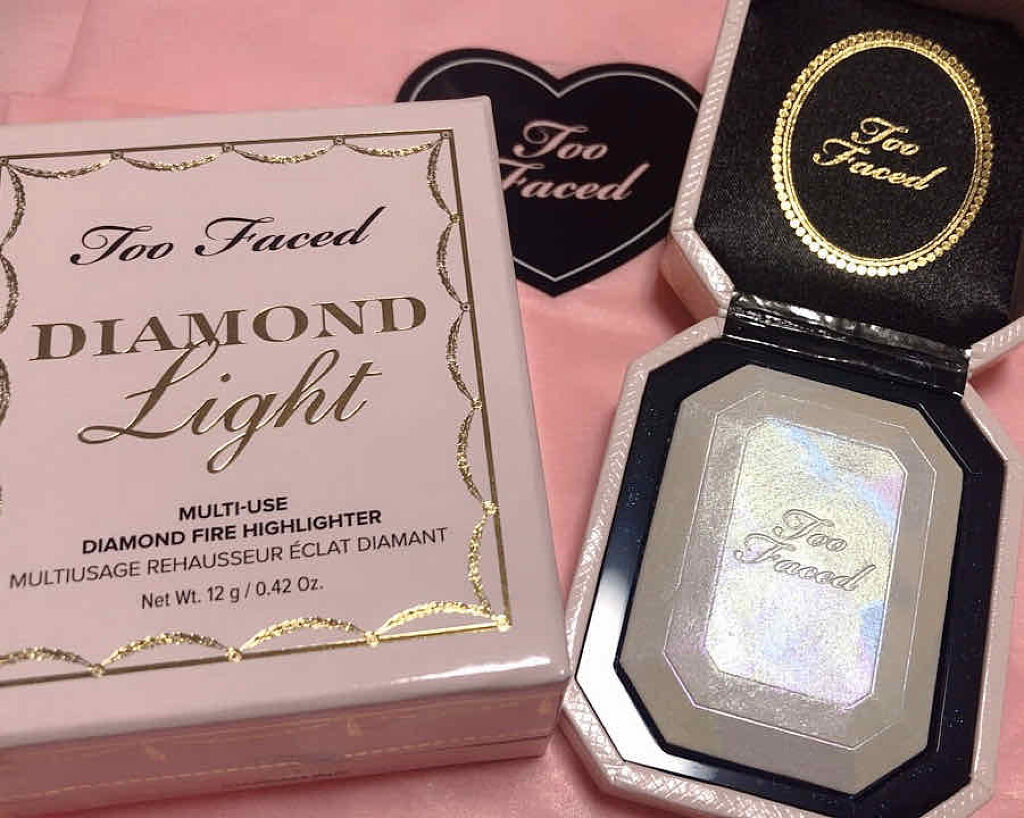 Too Faced
DIAMOND
Light
MULTI-USE
DIAMOND FIRE HIGHLIGHTER
MULTIUSAGE REHAUSSEUR ÉCLAT DIAMANT
Net Wt. 12 g / 0.42 Oz.
Too
Faced
Too
Faced
Too
Faced